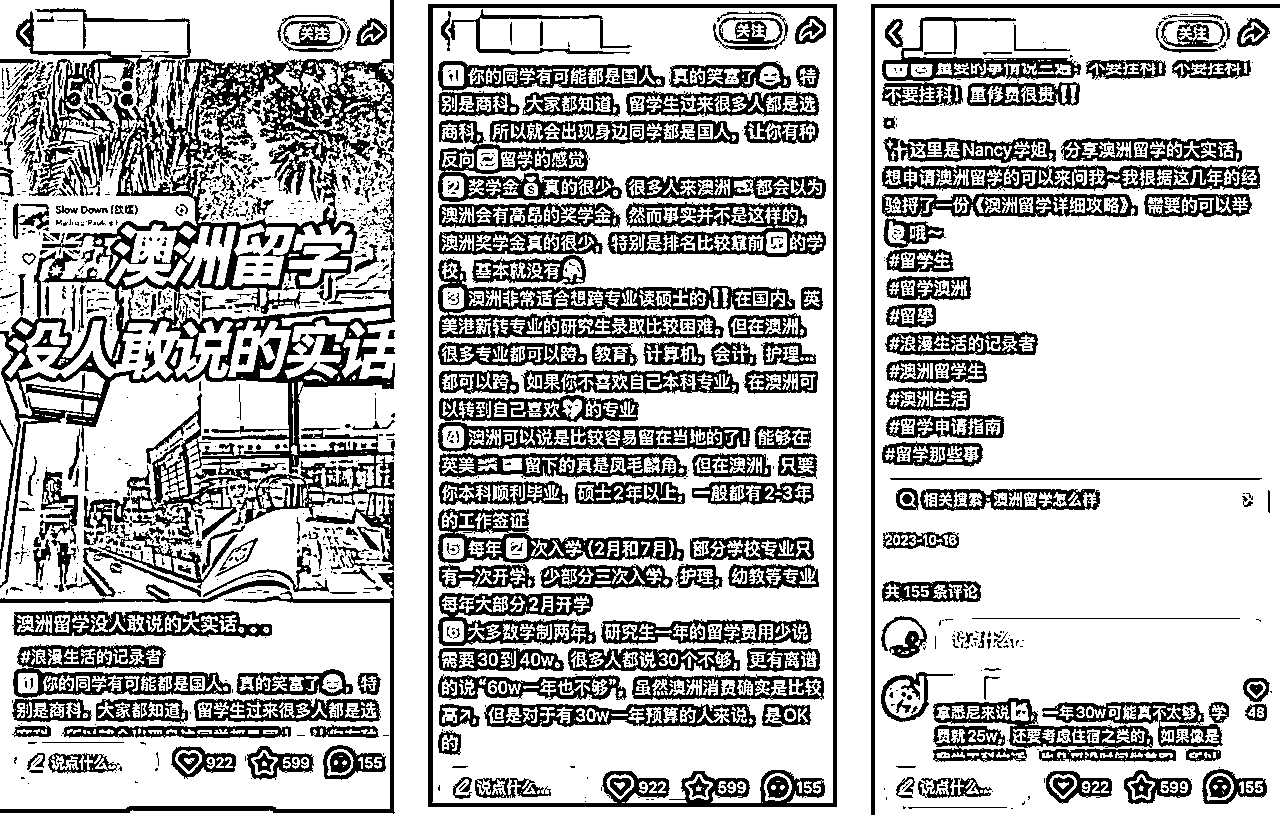 关注
Slow Down (欧炫)
澳洲留学
没人敢说的实话
澳洲留学没人敢说的大实话。。。
#浪漫生活的记录者
1 你的同学有可能都是国人。真的笑富了，特
别是商科。大家都知道，留学生过来很多人都是选
说点什么...
922
599
155
关注
1 你的同学有可能都是国人。真的笑富了，特
别是商科。大家都知道，留学生过来很多人都是选
商科，所以就会出现身边同学都是国人，让你有种
反向留学的感觉
2 奖学金真的很少。很多人来澳洲都会以为
澳洲会有高昂的奖学金，然而事实并不是这样的，
澳洲奖学金真的很少，特别是排名比较靠前的学
校，基本就没有
3 澳洲非常适合想跨专业读硕士的‼️在国内、英
美港新转专业的研究生录取比较困难，但在澳洲，
很多专业都可以跨。教育，计算机，会计，护理...
都可以跨。如果你不喜欢自己本科专业，在澳洲可
以转到自己喜欢的专业
4 澳洲可以说是比较容易留在当地的了！能够在
英美留下的真是凤毛麟角，但在澳洲，只要
你本科顺利毕业，硕士2年以上，一般都有2-3年
的工作签证
5 每年2次入学（2月和7月），部分学校专业只
有一次开学，少部分三次入学。护理，幼教等专业
每年大部分2月开学
6 大多数学制两年，研究生一年的留学费用少说
需要30到40w。很多人都说30个不够，更有离谱
的说“60w一年也不够”，虽然澳洲消费确实是比较
高，但是对于有30w一年预算的人来说，是OK
的
说点什么...
922
599
155
关注
重要的事情说三遍：不要挂科！不要挂科！
不要挂科！重修费很贵‼️
这里是Nancy学姐，分享澳洲留学的大实话，
想申请澳洲留学的可以来问我~我根据这几年的经
验捋了一份《澳洲留学详细攻略》，需要的可以举
哦~
#留学生
#留学澳洲
#留学
#浪漫生活的记录者
#澳洲留学生
#澳洲生活
#留学申请指南
#留学那些事
相关搜索·澳洲留学怎么样
2023-10-16
共 155 条评论
说点什么...
拿悉尼来说，一年30w可能真不太够，学
费就25w，还要考虑住宿之类的，如果像是
48
说点什么...
922
599
155